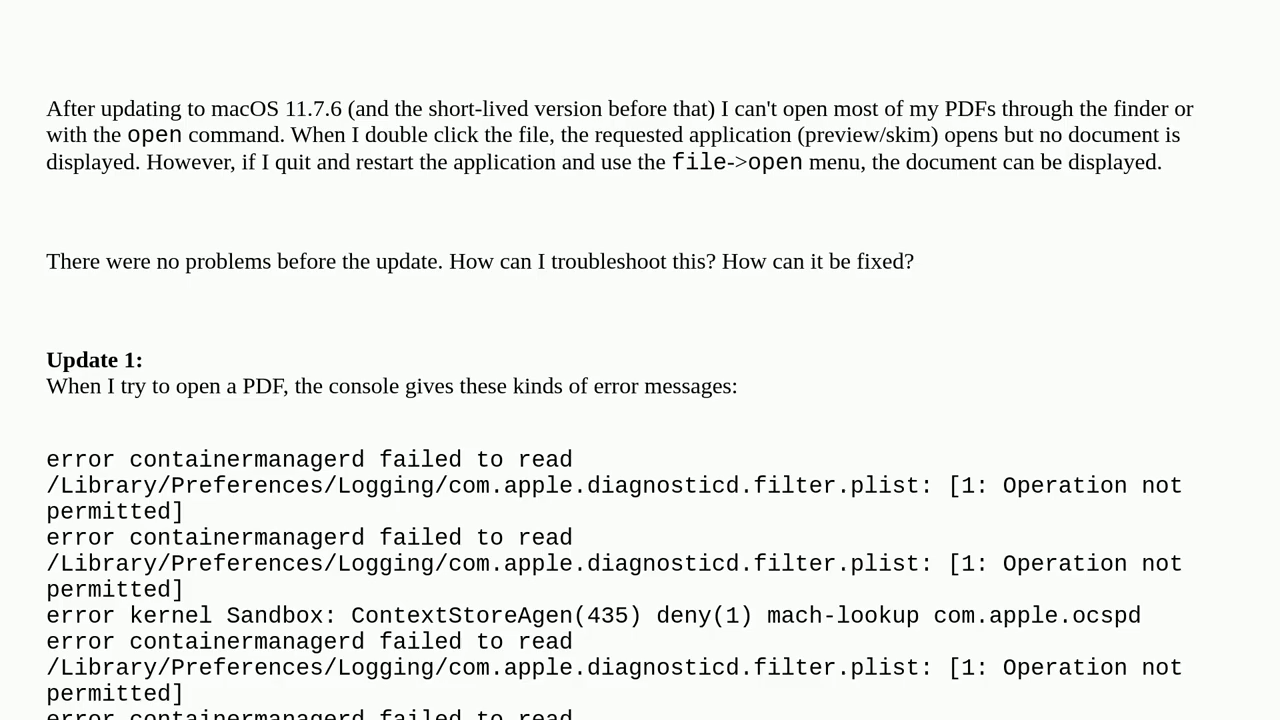 After updating to macOS 11.7.6 (and the short-lived version before that) I can't open most of my PDFs through the finder or
with the open command. When I double click the file, the requested application (preview/skim) opens but no document is
displayed. However, if I quit and restart the application and use the file->open menu, the document can be displayed.
There were no problems before the update. How can I troubleshoot this? How can it be fixed?
Update 1:
When I try to open a PDF, the console gives these kinds of error messages:
error containermanagerd failed to read
/Library/Preferences/Logging/com.apple.diagnosticd.filter.plist: [1: Operation not
permitted]
error containermanagerd failed to read
/Library/Preferences/Logging/com.apple.diagnosticd.filter.plist: [1: Operation not
permitted]
error kernel Sandbox: ContextStoreAgen(435) deny(1) mach-lookup com.apple.ocspd
error containermanagerd failed to read
/Library/Preferences/Logging/com.apple.diagnosticd.filter.plist: [1: Operation not
permitted]
error containermanagerd failed to read